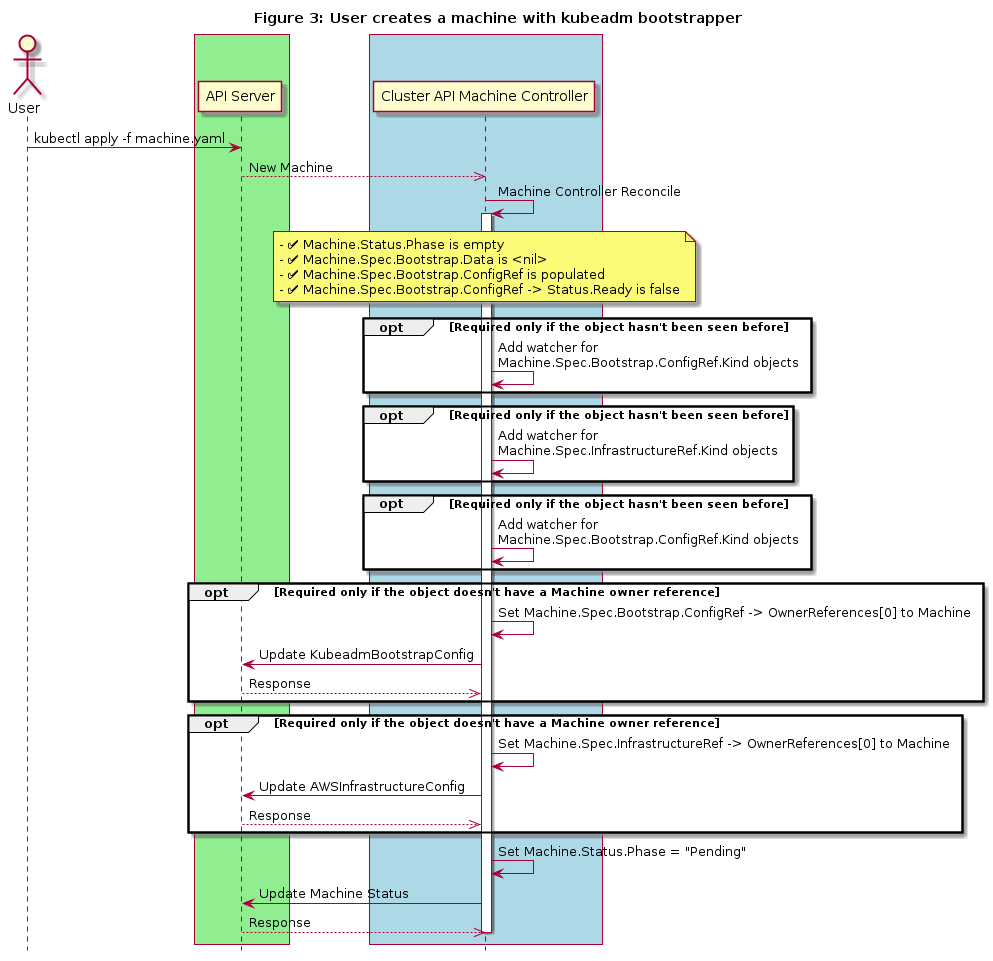 Figure 3: User creates a machine with kubeadm bootstrapper
User
API Server
Cluster API Machine Controller
kubectl apply -f machine.yaml
New Machine
Machine Controller Reconcile
- ✔ Machine.Status.Phase is empty
- ✔ Machine.Spec.Bootstrap.Data is <nil>
- ✔ Machine.Spec.Bootstrap.ConfigRef is populated
- ✔ Machine.Spec.Bootstrap.ConfigRef -> Status.Ready is false
opt [Required only if the object hasn't been seen before]
Add watcher for
Machine.Spec.Bootstrap.ConfigRef.Kind objects
opt [Required only if the object hasn't been seen before]
Add watcher for
Machine.Spec.InfrastructureRef.Kind objects
opt [Required only if the object hasn't been seen before]
Add watcher for
Machine.Spec.Bootstrap.ConfigRef.Kind objects
opt [Required only if the object doesn't have a Machine owner reference]
Set Machine.Spec.Bootstrap.ConfigRef -> OwnerReferences[0] to Machine
Update KubeadmBootstrapConfig
Response
opt [Required only if the object doesn't have a Machine owner reference]
Set Machine.Spec.InfrastructureRef -> OwnerReferences[0] to Machine
Update AWSInfrastructureConfig
Response
Set Machine.Status.Phase = "Pending"
Update Machine Status
Response